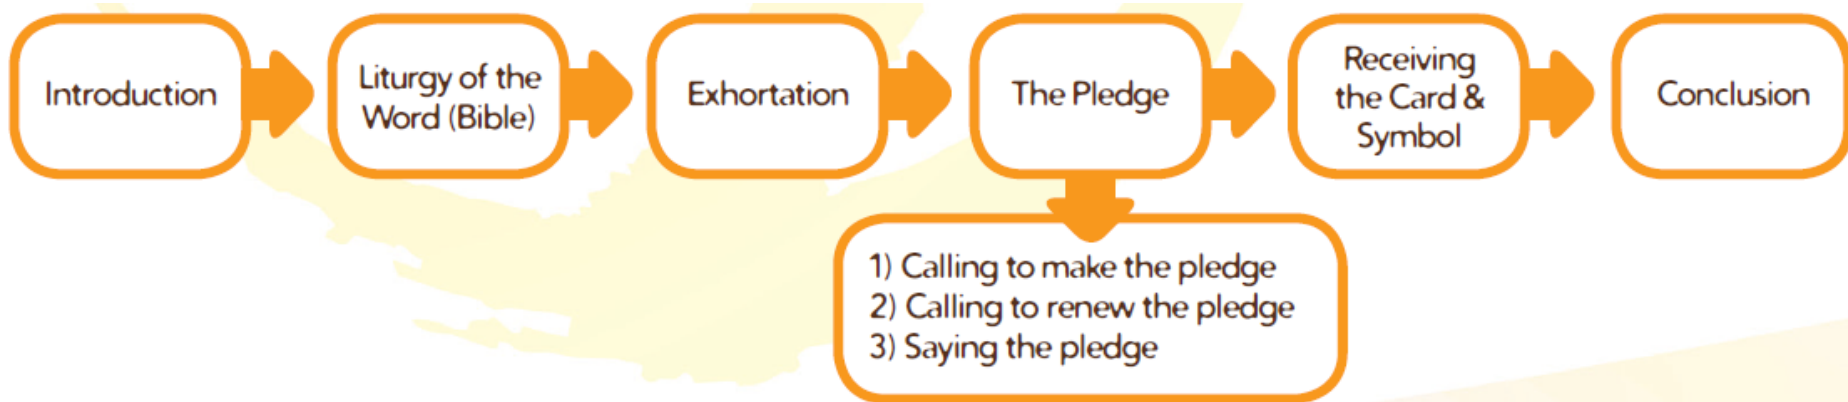 Introduction
Liturgy of the
Word (Bible)
Exhortation
The Pledge
Receiving
the Card &
Symbol
Conclusion
1) Calling to make the pledge
2) Calling to renew the pledge
3) Saying the pledge